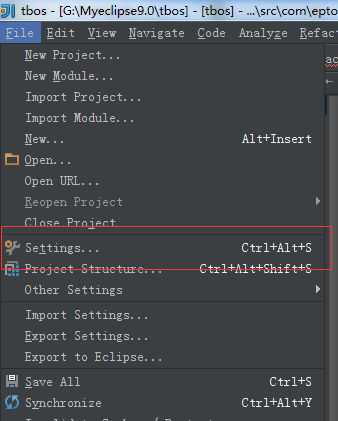 tbos - [G:\Myeclipse9.0\tbos] - [tbos] - ...\src\com\epto
File Edit View Navigate Code Analyze Refact
New Project...
New Module...
Import Project...
Import Module...
New... Alt+Insert
Open...
Open URL...
Reopen Project
Close Project
Settings... Ctrl+Alt+S
Project Structure... Ctrl+Alt+Shift+S
Other Settings
Import Settings...
Export Settings...
Export to Eclipse...
Save All Ctrl+S
Synchronize Ctrl+Alt+Y